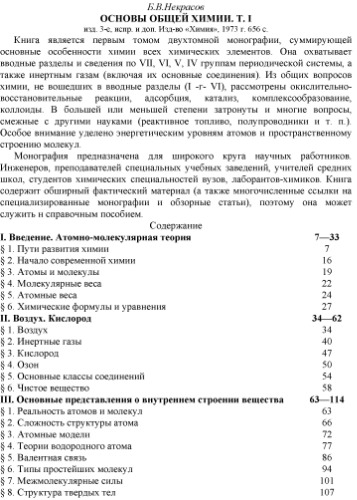 Б.В.Некрасов
ОСНОВЫ ОБЩЕЙ ХИМИИ. Т. I
изд. 3-е, испр. и доп. Изд-во «Химия», 1973 г. 656 с.
Книга является первым томом двухтомной монографии, суммирующей
основные особенности химии всех химических элементов. Она охватывает
вводные разделы и сведения по VII, VI, V, IV группам периодической системы, а
также инертным газам (включая их основные соединения). Из общих вопросов
химии, не вошедших в вводные разделы (I -г- VI), рассмотрены окислительно-
восстановительные реакции, адсорбция, катализ, комплексообразование,
коллоиды. В большей или меньшей степени затронуты и многие вопросы,
смежные с другими науками (реактивное топливо, полупроводники и т. п.).
Особое внимание уделено энергетическим уровням атомов и пространственному
строению молекул.
Монография предназначена для широкого круга научных работников.
Инженеров, преподавателей специальных учебных заведений, учителей средних
школ, студентов химических специальностей вузов, лаборантов-химиков. Книга
содержит обширный фактический материал (а также многочисленные ссылки на
специализированные монографии и обзорные статьи), поэтому она может
служить н справочным пособием.
Содержание
I. Введение. Атомно-молекулярная теория 7—33
§ 1. Пути развития химии 7
§ 2. Начало современной химии 16
§ 3. Атомы и молекулы 19
§ 4. Молекулярные веса 22
§ 5. Атомные веса 24
§ 6. Химические формулы и уравнения 27
II. Воздух. Кислород 34—62
§ 1. Воздух 34
§ 2. Инертные газы 40
§ 3. Кислород 47
§ 4. Озон 50
§ 5. Основные классы соединений 54
§ 6. Чистое вещество 58
III. Основные представления о внутреннем строении вещества 63—114
§ 1. Реальность атомов и молекул 63
§ 2. Сложность структуры атома 66
§ 3. Атомные модели 72
§ 4. Теории водородного атома 77
§ 5. Валентная связь 86
§ 6. Типы простейших молекул 94
§ 7. Межмолекулярные силы 101
§ 8. Структура твердых тел 107